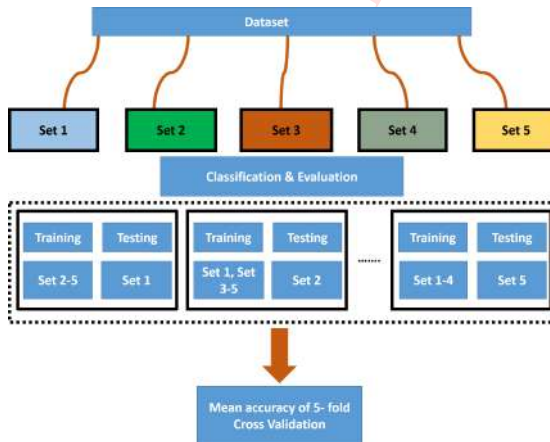 Dataset
Set 1
Set 2
Set 3
Set 4
Set 5
Classification & Evaluation
Training
Testing
Set 2-5
Set 1
Training
Testing
Set 1, Set
3-5
Set 2
.......
Training
Testing
Set 1-4
Set 5
Mean accuracy of 5- fold
Cross Validation